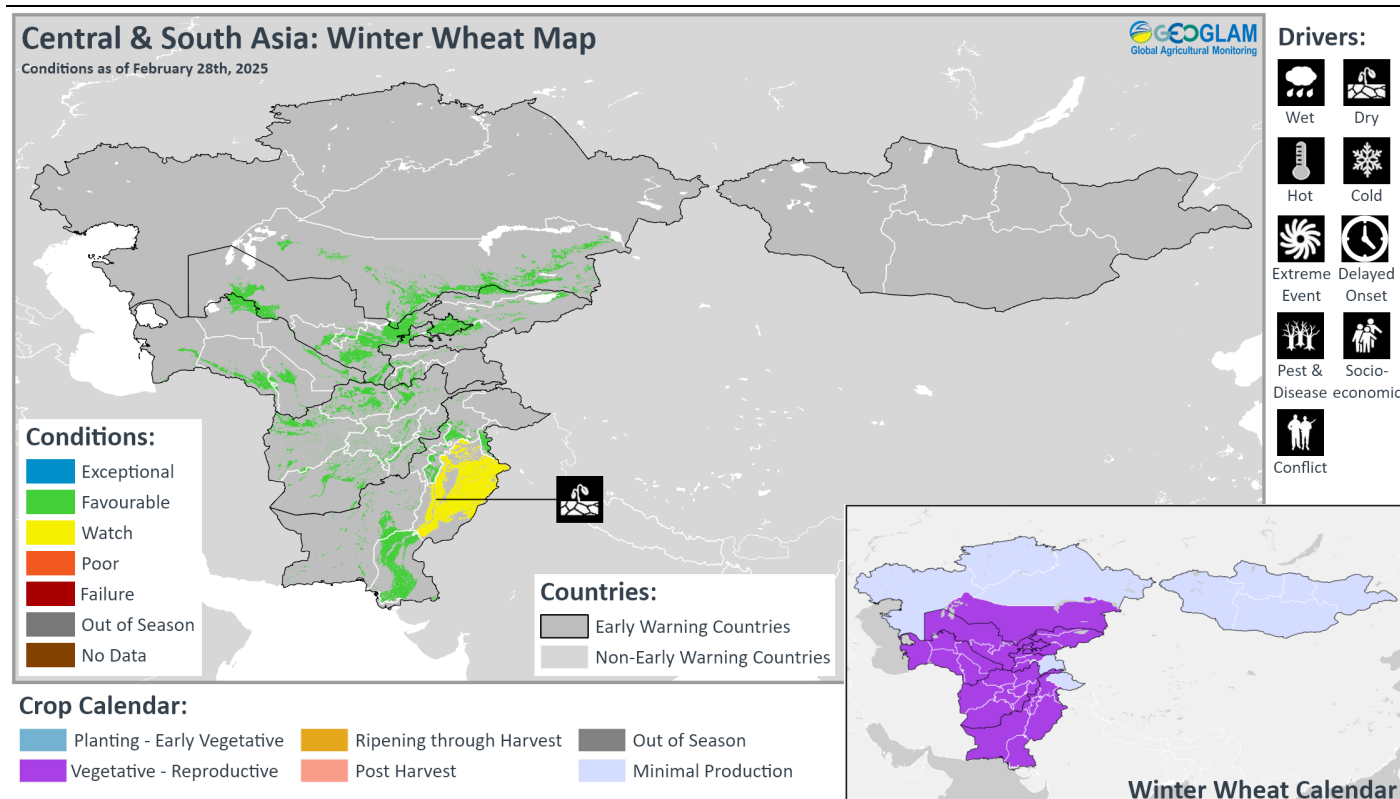 Central & South Asia: Winter Wheat Map
Conditions as of February 28th, 2025
GEOGLAM
Global Agricultural Monitoring
Drivers:
Wet
Dry
Hot
Cold
Extreme
Event
Delayed
Onset
Pest &
Disease
Socio-
economic
Conflict
Conditions:
Exceptional
Favourable
Watch
Poor
Failure
Out of Season
No Data
Countries:
Early Warning Countries
Non-Early Warning Countries
Crop Calendar:
Planting - Early Vegetative
Ripening through Harvest
Out of Season
Vegetative - Reproductive
Post Harvest
Minimal Production
Winter Wheat Calendar